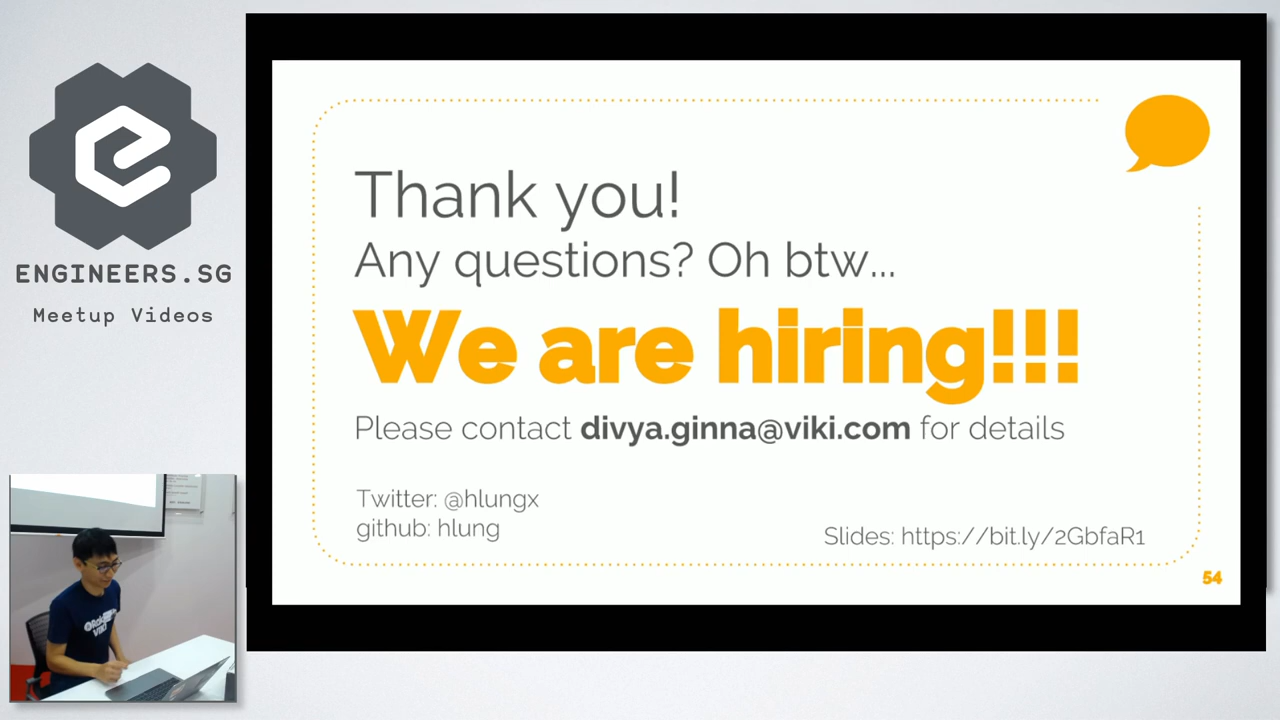 ENGINEERS.SG
Meetup Videos
Thank you!
Any questions? Oh btw...
We are hiring!!!
Please contact divya.ginna@viki.com for details
Twitter: @hlungx
github: hlung
Slides: https://bit.ly/2GbfaR1
54
Viki